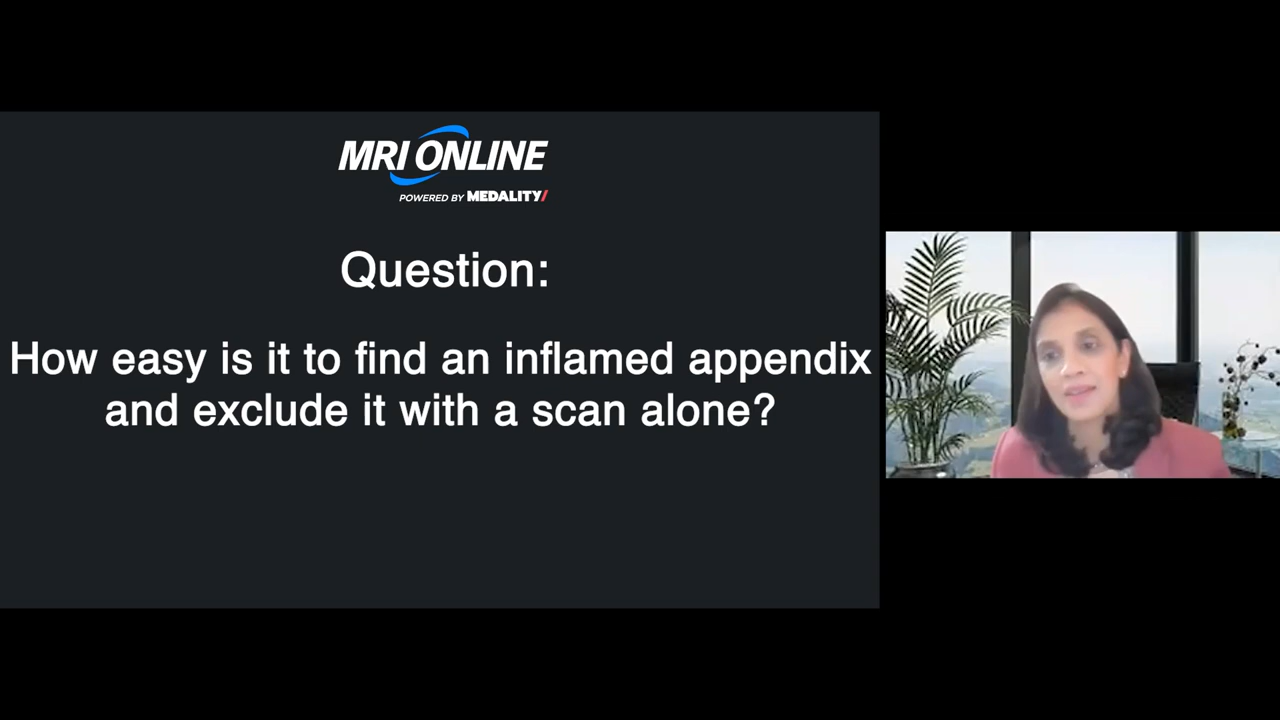 MRI ONLINE
POWERED BY MEDALITY/
Question:
How easy is it to find an inflamed appendix
and exclude it with a scan alone?